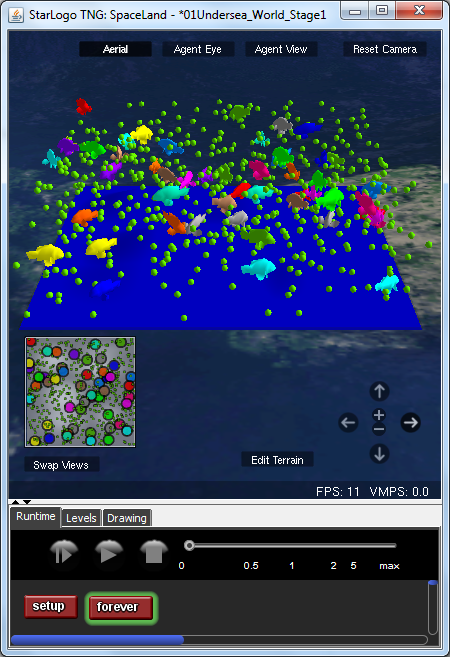 StarLogo TNG: SpaceLand - *01Undersea_World_Stage1
Aerial Agent Eye Agent View Reset Camera
Swap Views
Edit Terrain
FPS: 11 VMPS: 0.0
Runtime Levels Drawing
0 0.5 1 2 5 max
setup forever